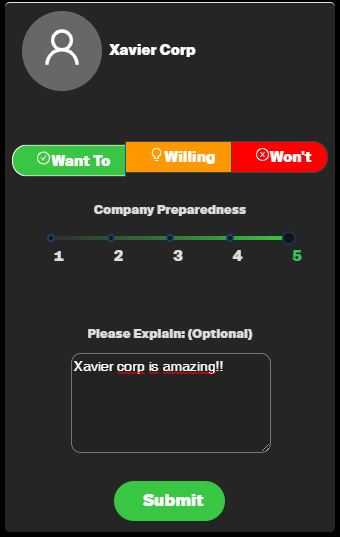 Xavier Corp
Want To Willing Won't
Company Preparedness
1 2 3 4 5
Please Explain: (Optional)
Xavier corp is amazing!!
Submit